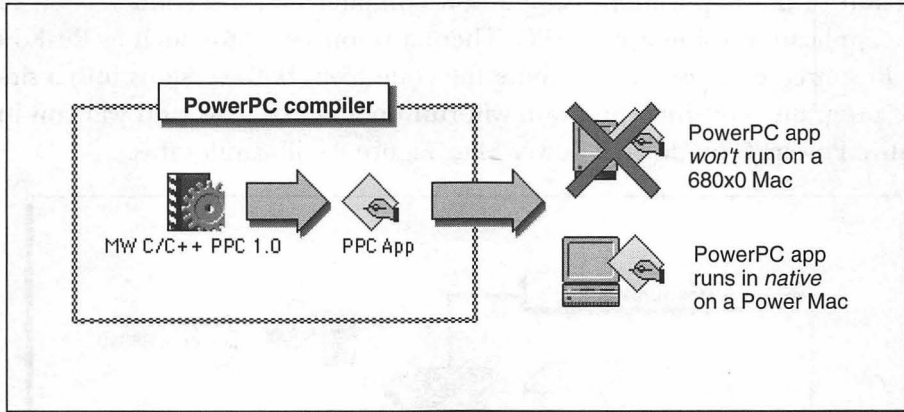 PowerPC compiler
MW C/C++ PPC 1.0
PPC App
PowerPC app
won't run on a
680x0 Mac
PowerPC app
runs in native
on a Power Mac